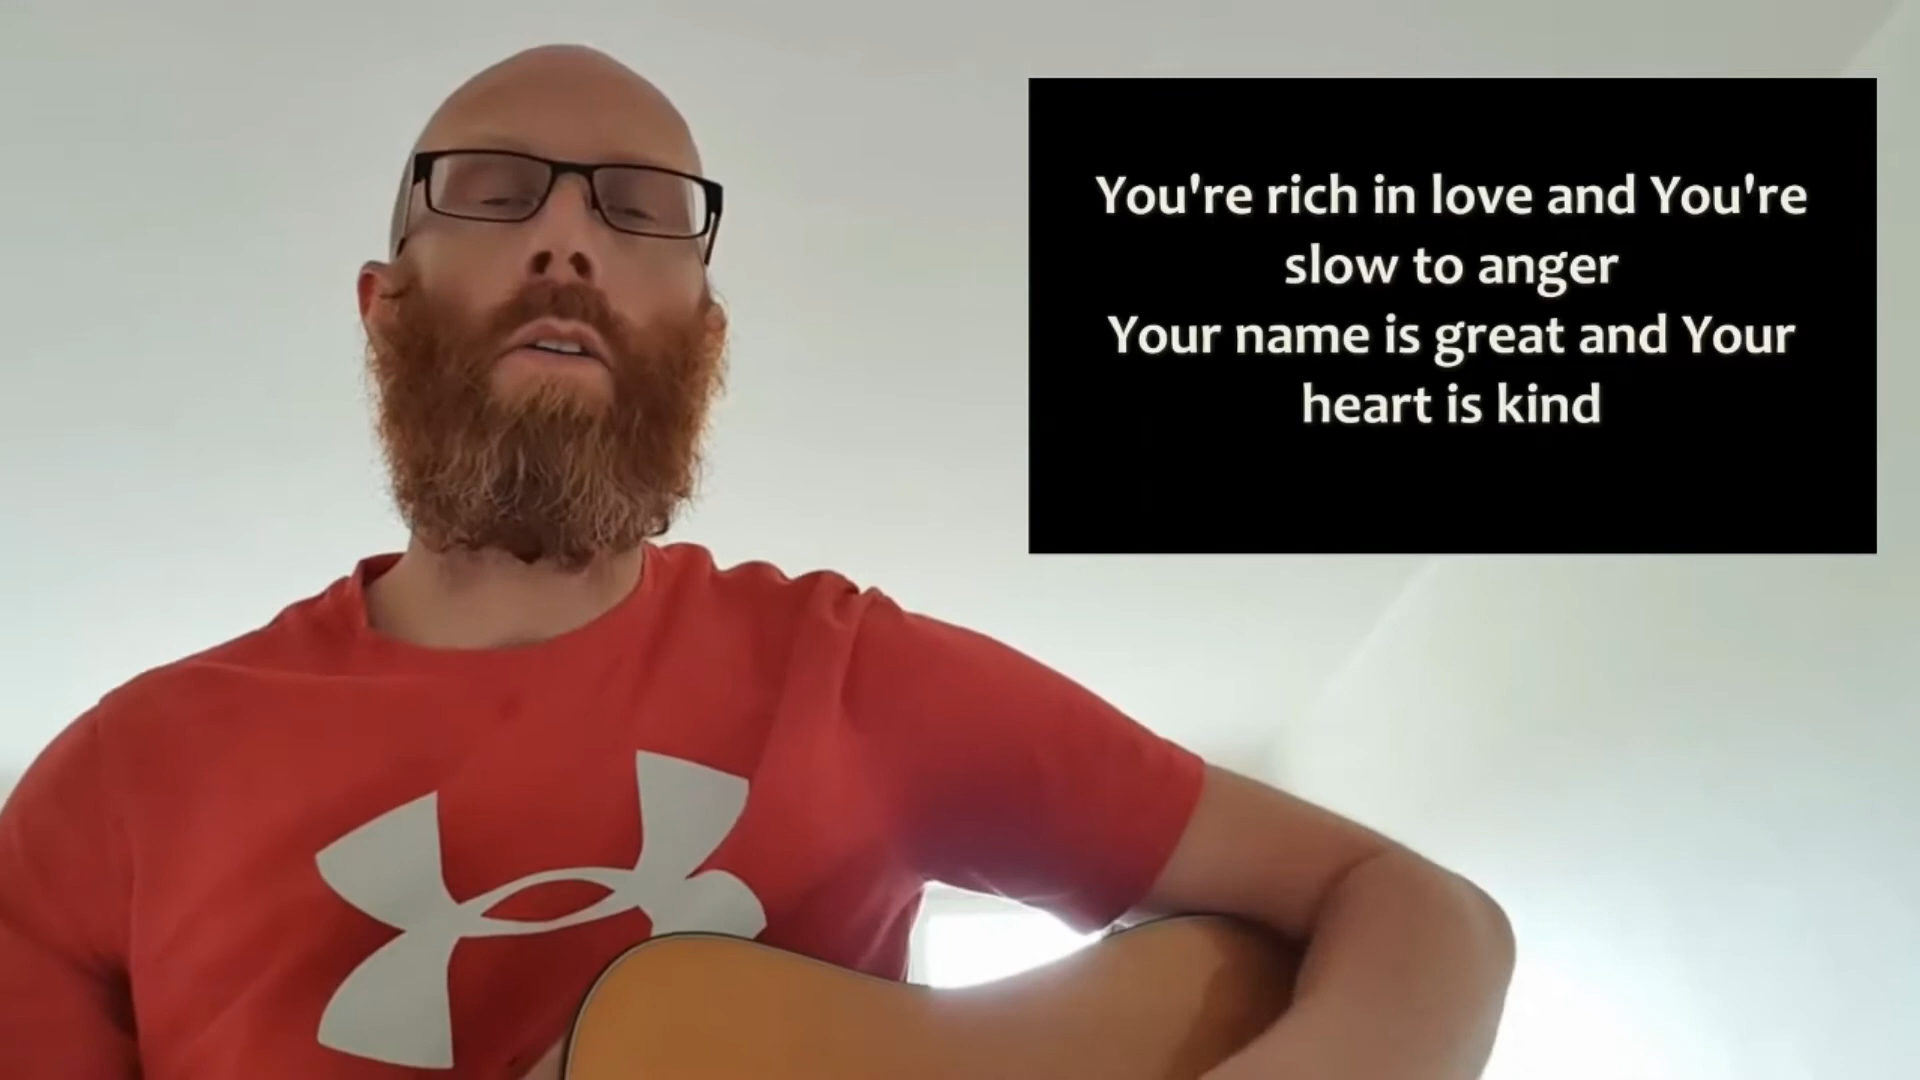 You're rich in love and You're
slow to anger
Your name is great and Your
heart is kind